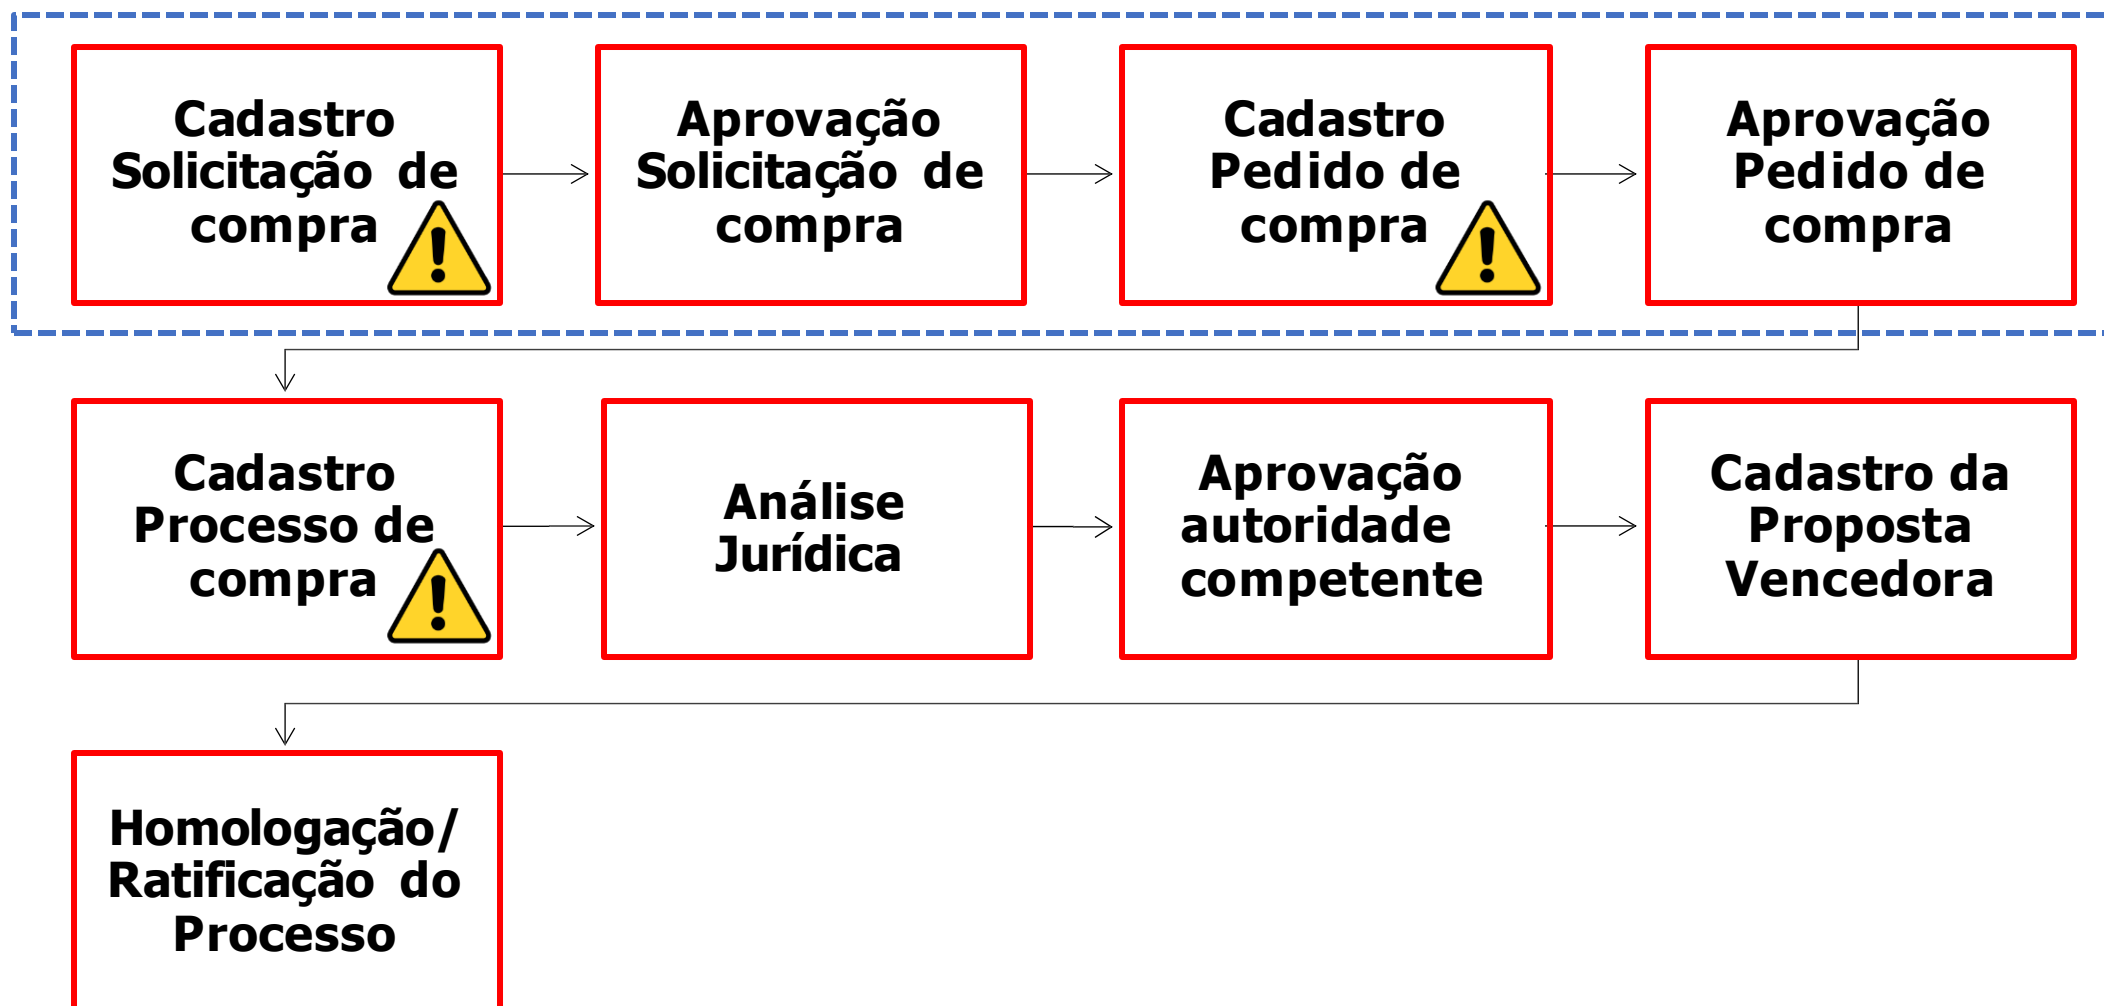 Cadastro
Solicitação de
compra
Aprovação
Solicitação de
compra
Cadastro
Pedido de
compra
Aprovação
Pedido de
compra
Cadastro
Processo de
compra
Análise
Jurídica
Aprovação
autoridade
competente
Cadastro da
Proposta
Vencedora
Homologação/
Ratificação do
Processo